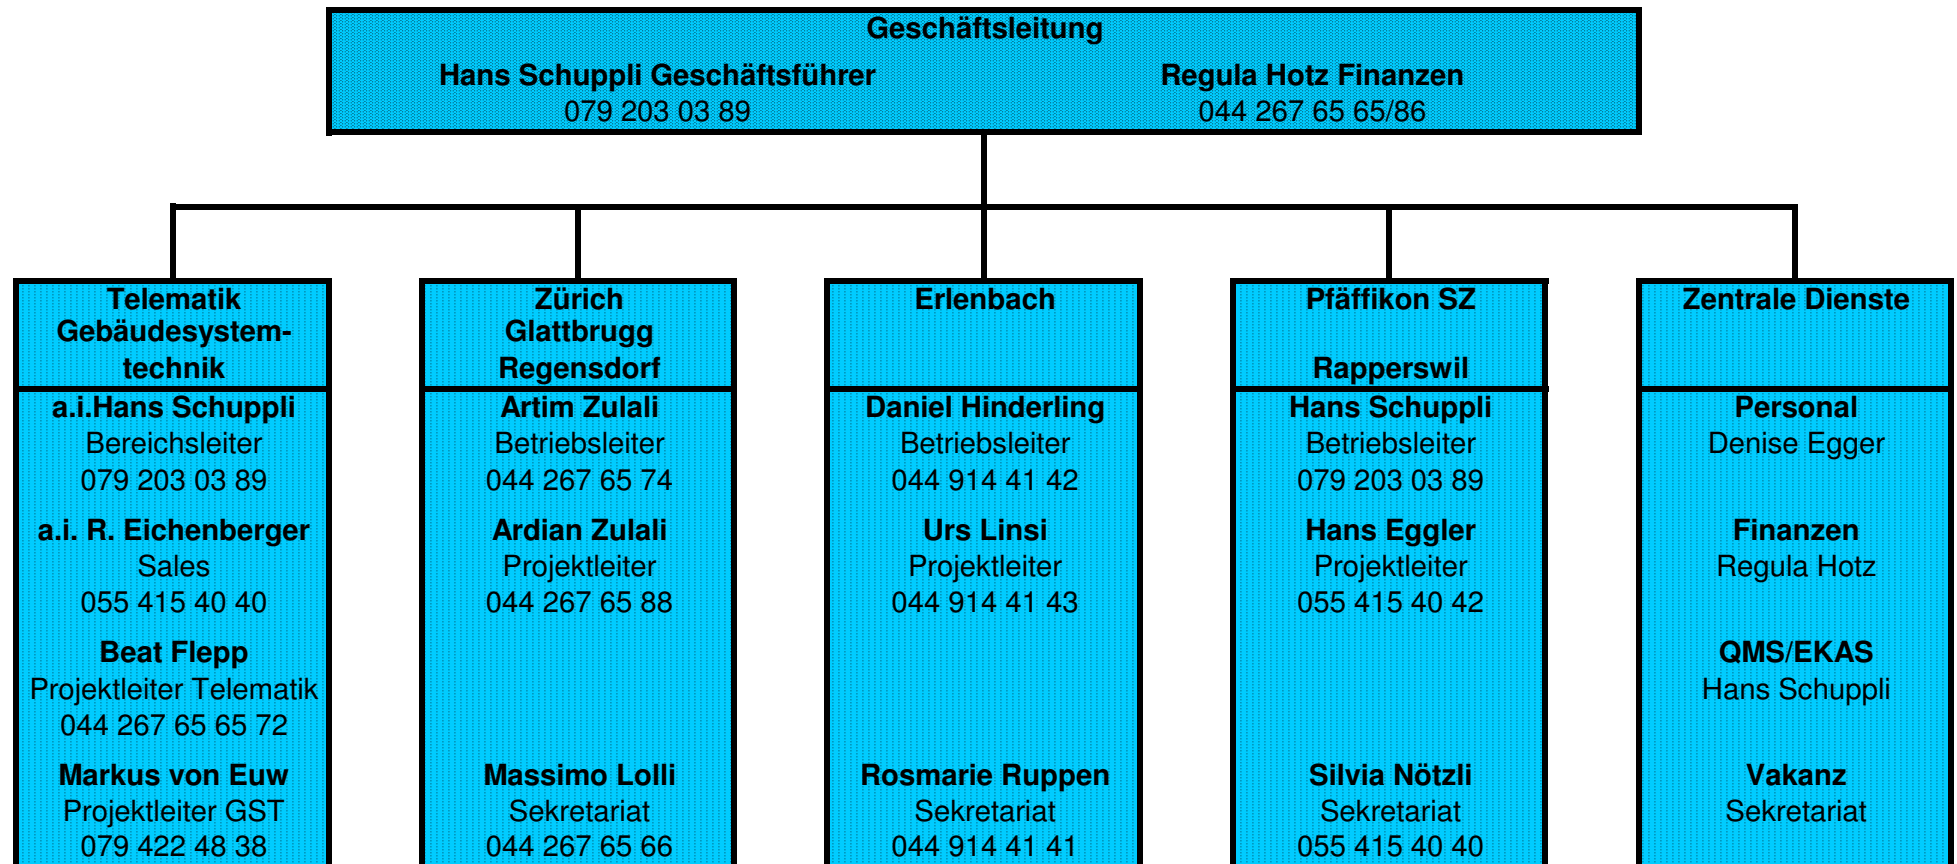 Geschäftsleitung
Hans Schuppli Geschäftsführer
079 203 03 89
Regula Hotz Finanzen
044 267 65 65/86
Telematik
Gebäudesystem-
technik
a.i.Hans Schuppli
Bereichsleiter
079 203 03 89
a.i. R. Eichenberger
Sales
055 415 40 40
Beat Flepp
Projektleiter Telematik
044 267 65 65 72
Markus von Euw
Projektleiter GST
079 422 48 38
Zürich
Glattbrugg
Regensdorf
Artim Zulali
Betriebsleiter
044 267 65 74
Ardian Zulali
Projektleiter
044 267 65 88
Massimo Lolli
Sekretariat
044 267 65 66
Erlenbach
Daniel Hinderling
Betriebsleiter
044 914 41 42
Urs Linsi
Projektleiter
044 914 41 43
Rosmarie Ruppen
Sekretariat
044 914 41 41
Pfäffikon SZ
Rapperswil
Hans Schuppli
Betriebsleiter
079 203 03 89
Hans Eggler
Projektleiter
055 415 40 42
Silvia Nötzli
Sekretariat
055 415 40 40
Zentrale Dienste
Personal
Denise Egger
Finanzen
Regula Hotz
QMS/EKAS
Hans Schuppli
Vakanz
Sekretariat